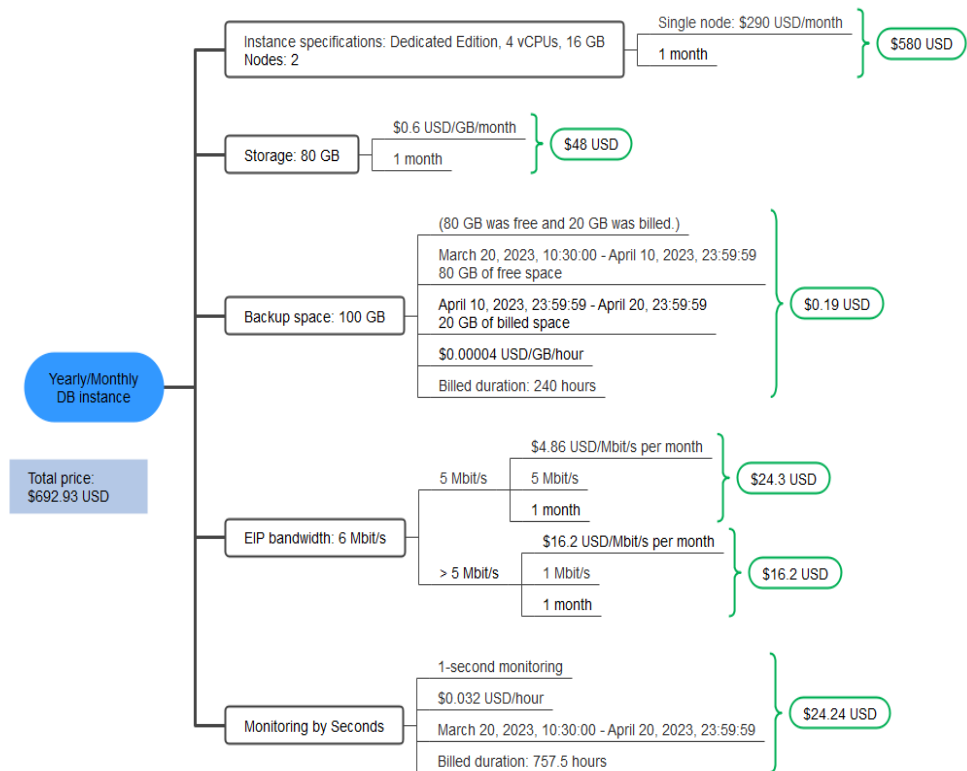 Yearly/Monthly
DB instance
Total price:
$692.93 USD
Instance specifications: Dedicated Edition, 4 vCPUs, 16 GB
Nodes: 2
Single node: $290 USD/month
1 month
$580 USD
Storage: 80 GB
$0.6 USD/GB/month
1 month
$48 USD
Backup space: 100 GB
(80 GB was free and 20 GB was billed.)
March 20, 2023, 10:30:00 - April 10, 2023, 23:59:59
80 GB of free space
April 10, 2023, 23:59:59 - April 20, 23:59:59
20 GB of billed space
$0.00004 USD/GB/hour
Billed duration: 240 hours
$0.19 USD
EIP bandwidth: 6 Mbit/s
5 Mbit/s
$4.86 USD/Mbit/s per month
5 Mbit/s
1 month
$24.3 USD
> 5 Mbit/s
$16.2 USD/Mbit/s per month
1 Mbit/s
1 month
$16.2 USD
Monitoring by Seconds
1-second monitoring
$0.032 USD/hour
March 20, 2023, 10:30:00 - April 20, 2023, 23:59:59
Billed duration: 757.5 hours
$24.24 USD